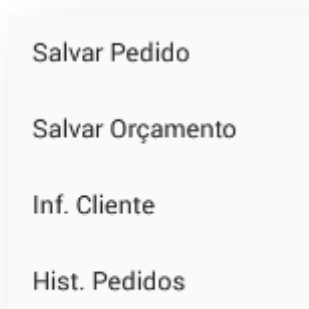 Salvar Pedido
Salvar Orçamento
Inf. Cliente
Hist. Pedidos